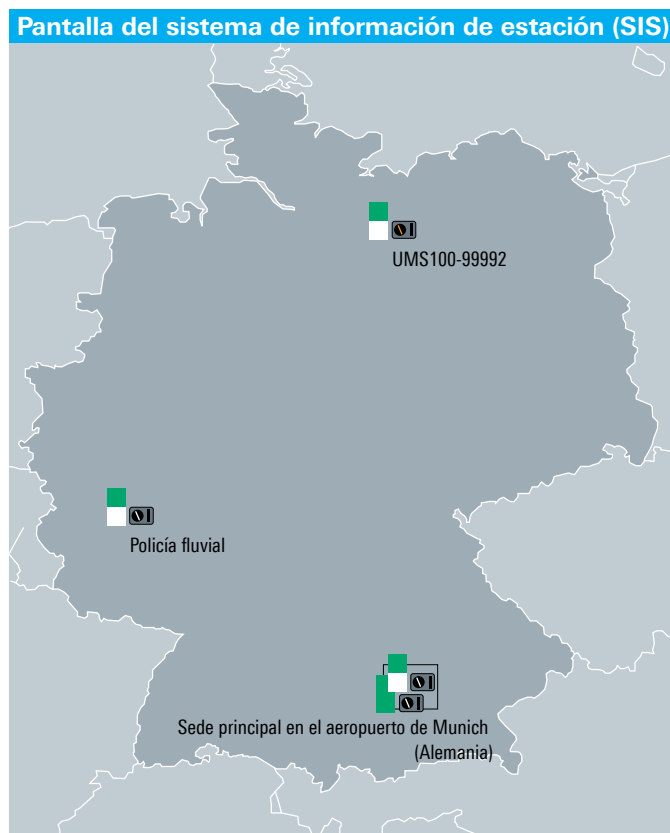 Pantalla del sistema de información de estación (SIS)
UMS100-99992
Policía fluvial
Sede principal en el aeropuerto de Munich
(Alemania)